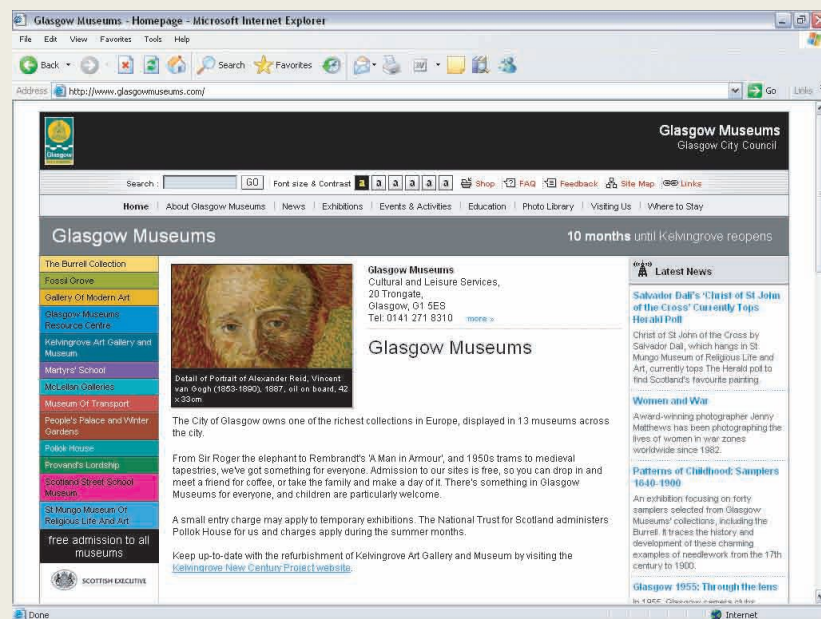 Glasgow Museums - Homepage - Microsoft Internet Explorer
File Edit View Favorites Tools Help
Back Search Favorites
Address http://www.glasgowmuseums.com/ Go Links
Glasgow
Glasgow Museums
Glasgow City Council
Search : GO Font size & Contrast a a a a a a Shop FAQ Feedback Site Map Links
Home About Glasgow Museums News Exhibitions Events & Activities Education Photo Library Visiting Us Where to Stay
Glasgow Museums 10 months until Kelvingrove reopens
The Burrell Collection
Fossil Grove
Gallery Of Modern Art
Glasgow Museums
Resource Centre
Kelvingrove Art Gallery and
Museum
Martyrs' School
McLellan Galleries
Museum Of Transport
People's Palace and Winter
Gardens
Pollok House
Provand's Lordship
Scotland Street School
Museum
St Mungo Museum Of
Religious Life And Art
free admission to all
museums
SCOTTISH EXECUTIVE
Detail of Portrait of Alexander Reid, Vincent
van Gogh (1853-1890), 1887, oil on board, 42
x 33cm
Glasgow Museums
Cultural and Leisure Services,
20 Trongate,
Glasgow, G1 5ES
Tel: 0141 271 8310 more »
Glasgow Museums
The City of Glasgow owns one of the richest collections in Europe, displayed in 13 museums across
the city.
From Sir Roger the elephant to Rembrandt's 'A Man in Armour', and 1950s trams to medieval
tapestries, we've got something for everyone. Admission to our sites is free, so you can drop in and
meet a friend for coffee, or take the family and make a day of it. There's something in Glasgow
Museums for everyone, and children are particularly welcome.
A small entry charge may apply to temporary exhibitions. The National Trust for Scotland administers
Pollok House for us and charges apply during the summer months.
Keep up-to-date with the refurbishment of Kelvingrove Art Gallery and Museum by visiting the
Kelvingrove New Century Project website.
Latest News
Salvador Dali's 'Christ of St John
of the Cross' Currently Tops
Herald Poll
Christ of St John of the Cross by
Salvador Dali, which hangs in St
Mungo Museum of Religious Life and
Art, currently tops The Herald poll to
find Scotland's favourite painting.
Women and War
Award-winning photographer Jenny
Matthews has been photographing the
lives of women in war zones
worldwide since 1982.
Patterns of Childhood: Samplers
1640-1900
An exhibition focusing on forty
samplers selected from Glasgow
Museums' collections, including the
Burrell. It traces the history and
development of these charming
examples of needlework from the 17th
century to 1900.
Glasgow 1955: Through the lens
In 1955, Glasgow camera clubs
Done Internet